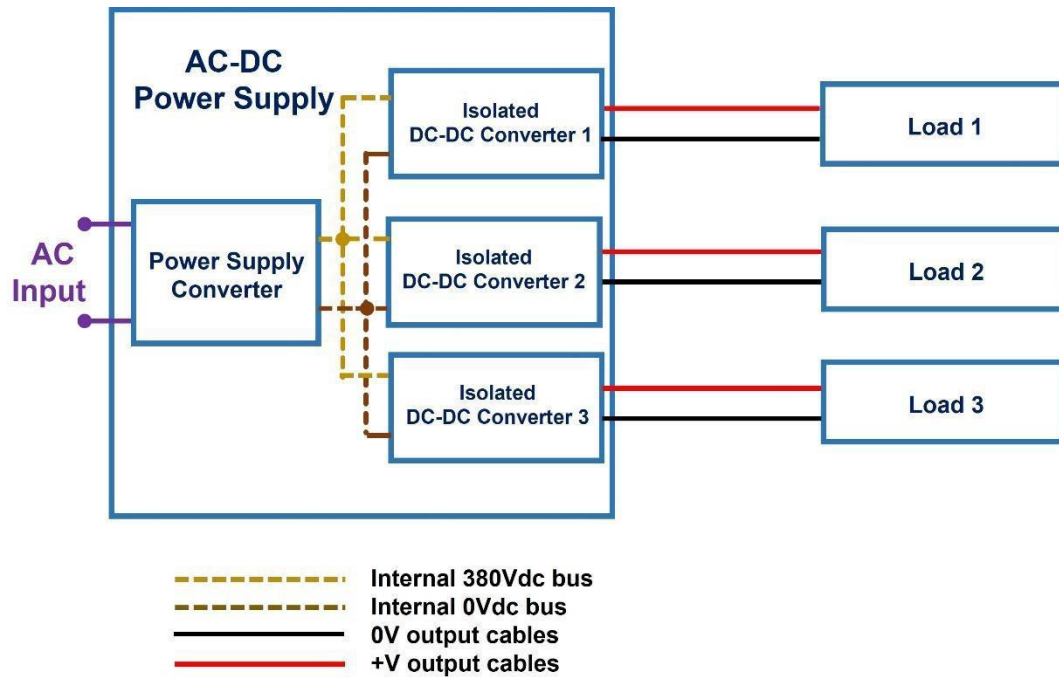 AC-DC
Power Supply
Isolated
DC-DC Converter 1
Load 1
AC
Input
Power Supply
Converter
Isolated
DC-DC Converter 2
Load 2
Isolated
DC-DC Converter 3
Load 3
Internal 380Vdc bus
Internal 0Vdc bus
0V output cables
+V output cables